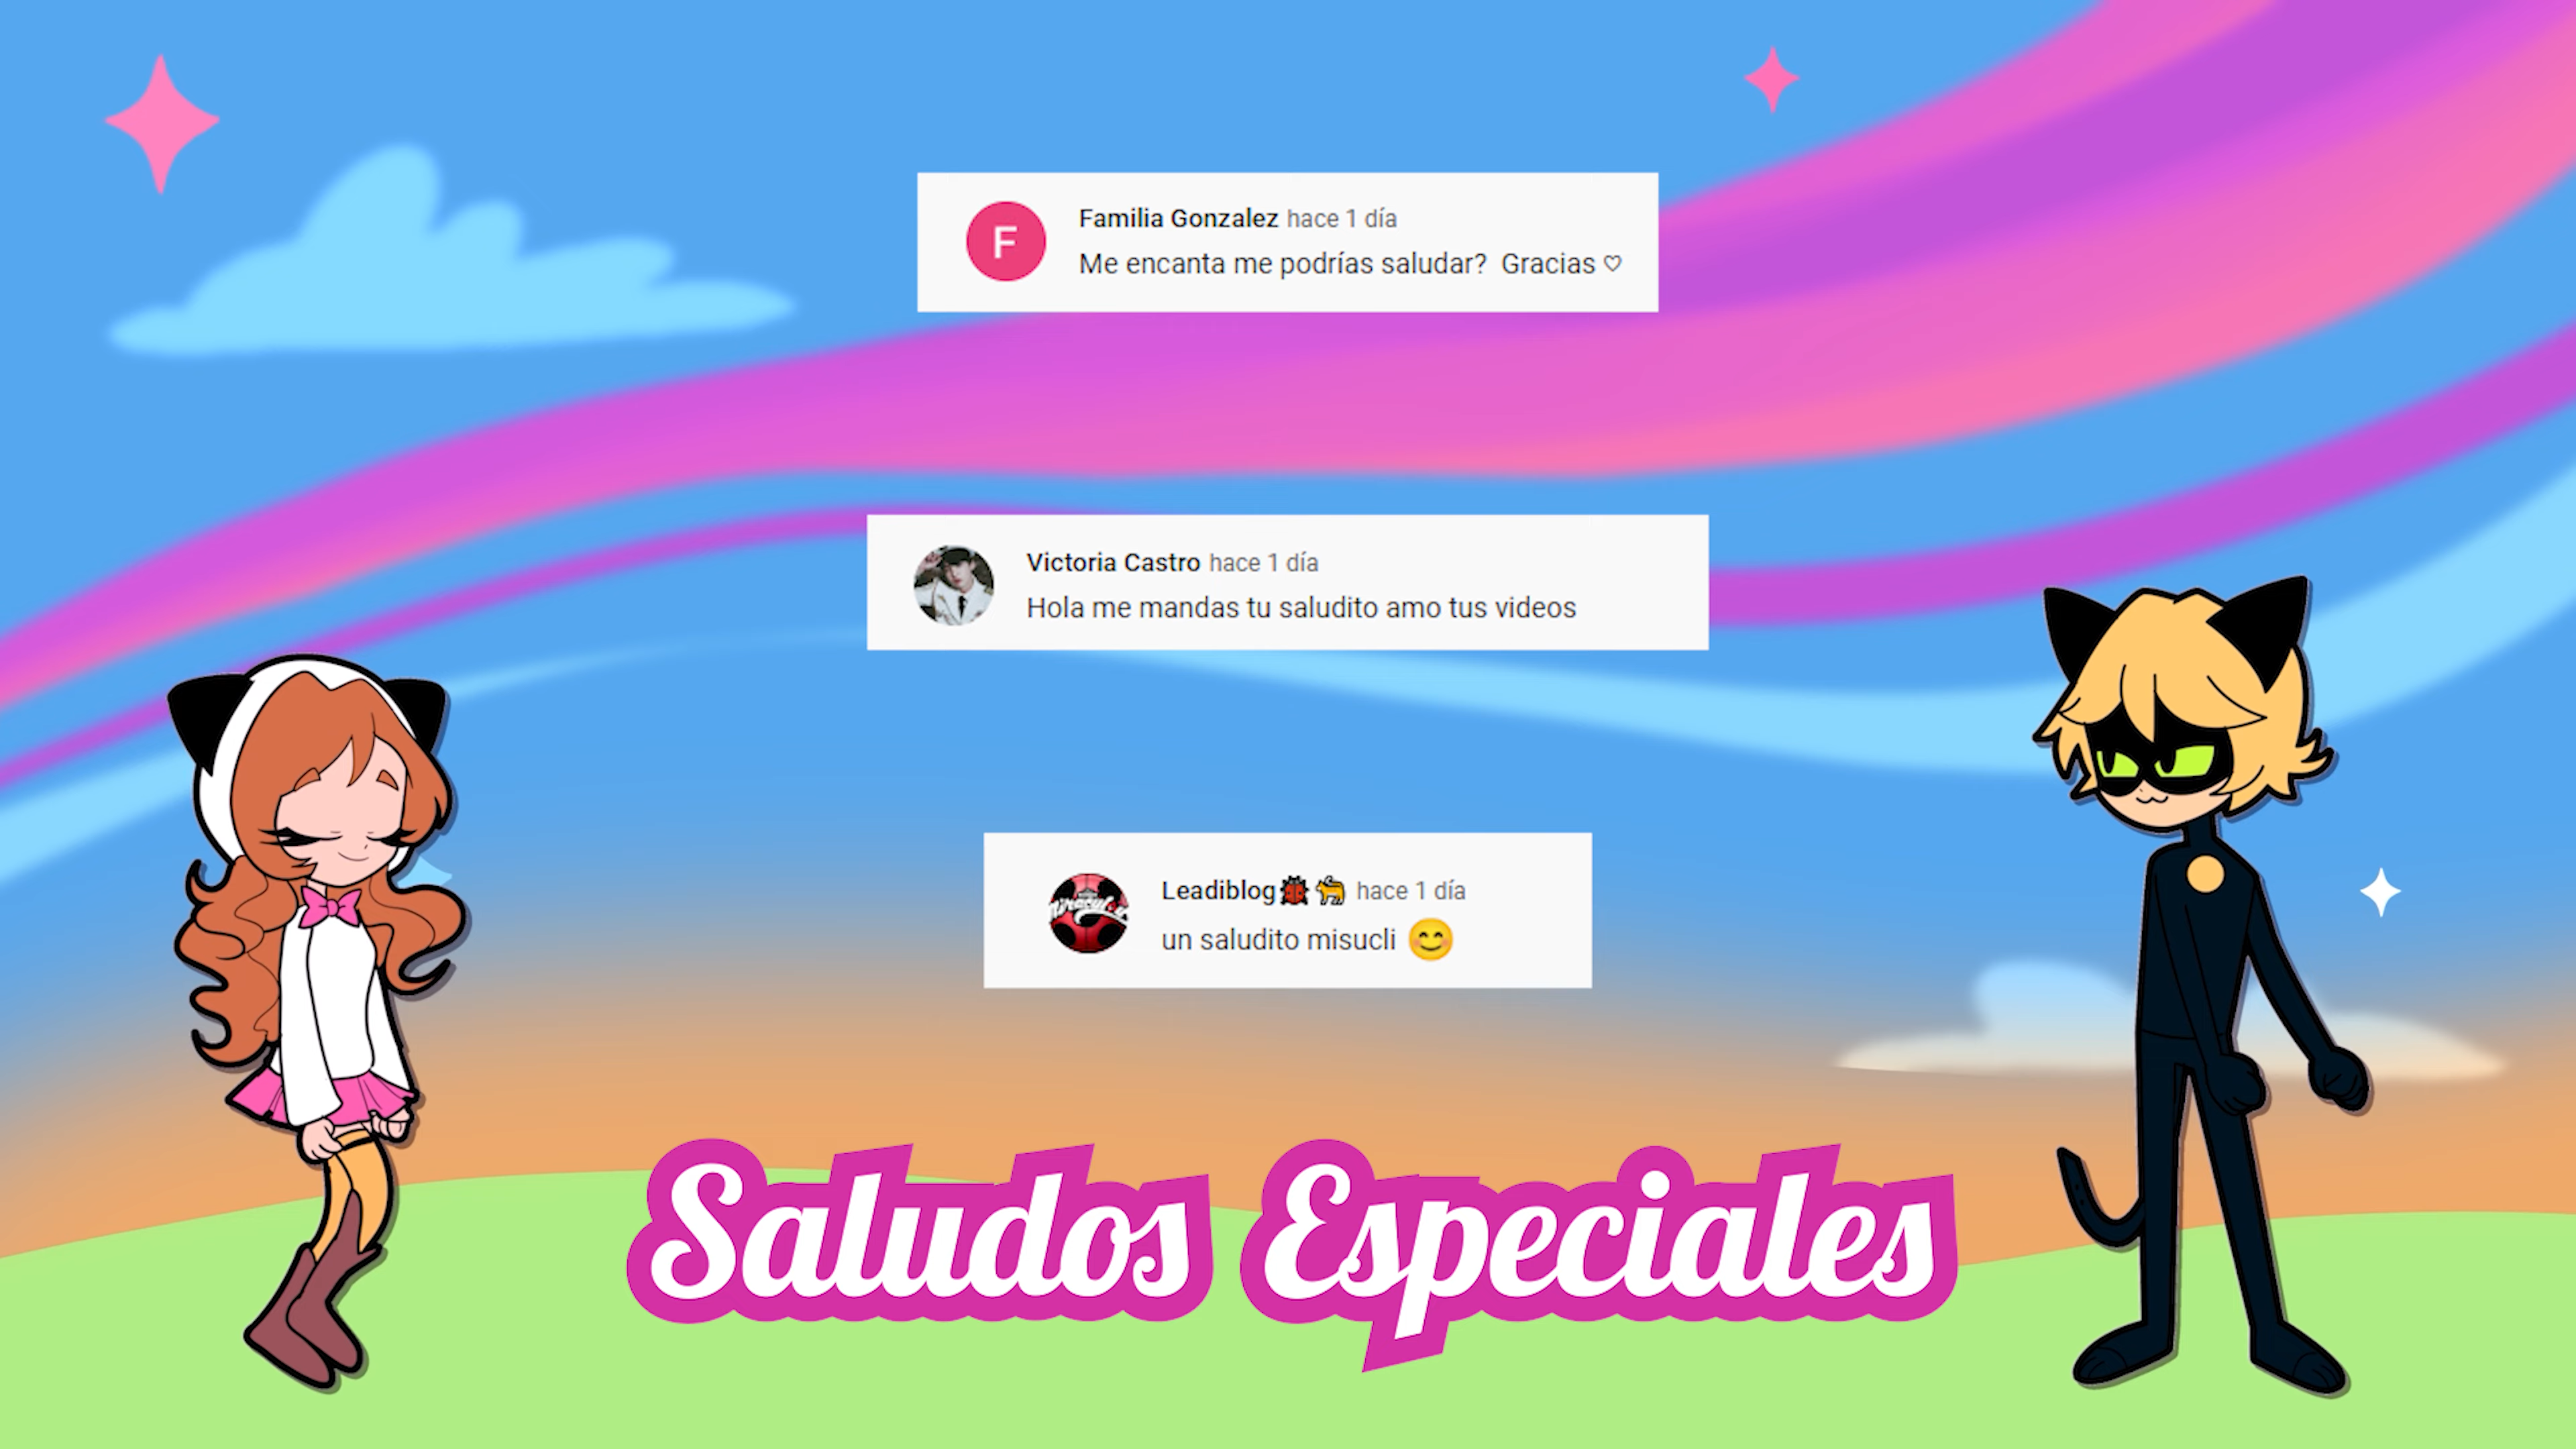 F
Familia Gonzalez hace 1 día
Me encanta me podrías saludar? Gracias ♡
Victoria Castro hace 1 día
Hola me mandas tu saludito amo tus videos
Miraculous
Leadiblog🐞🐈 hace 1 día
un saludito misucli 😊
Saludos Especiales